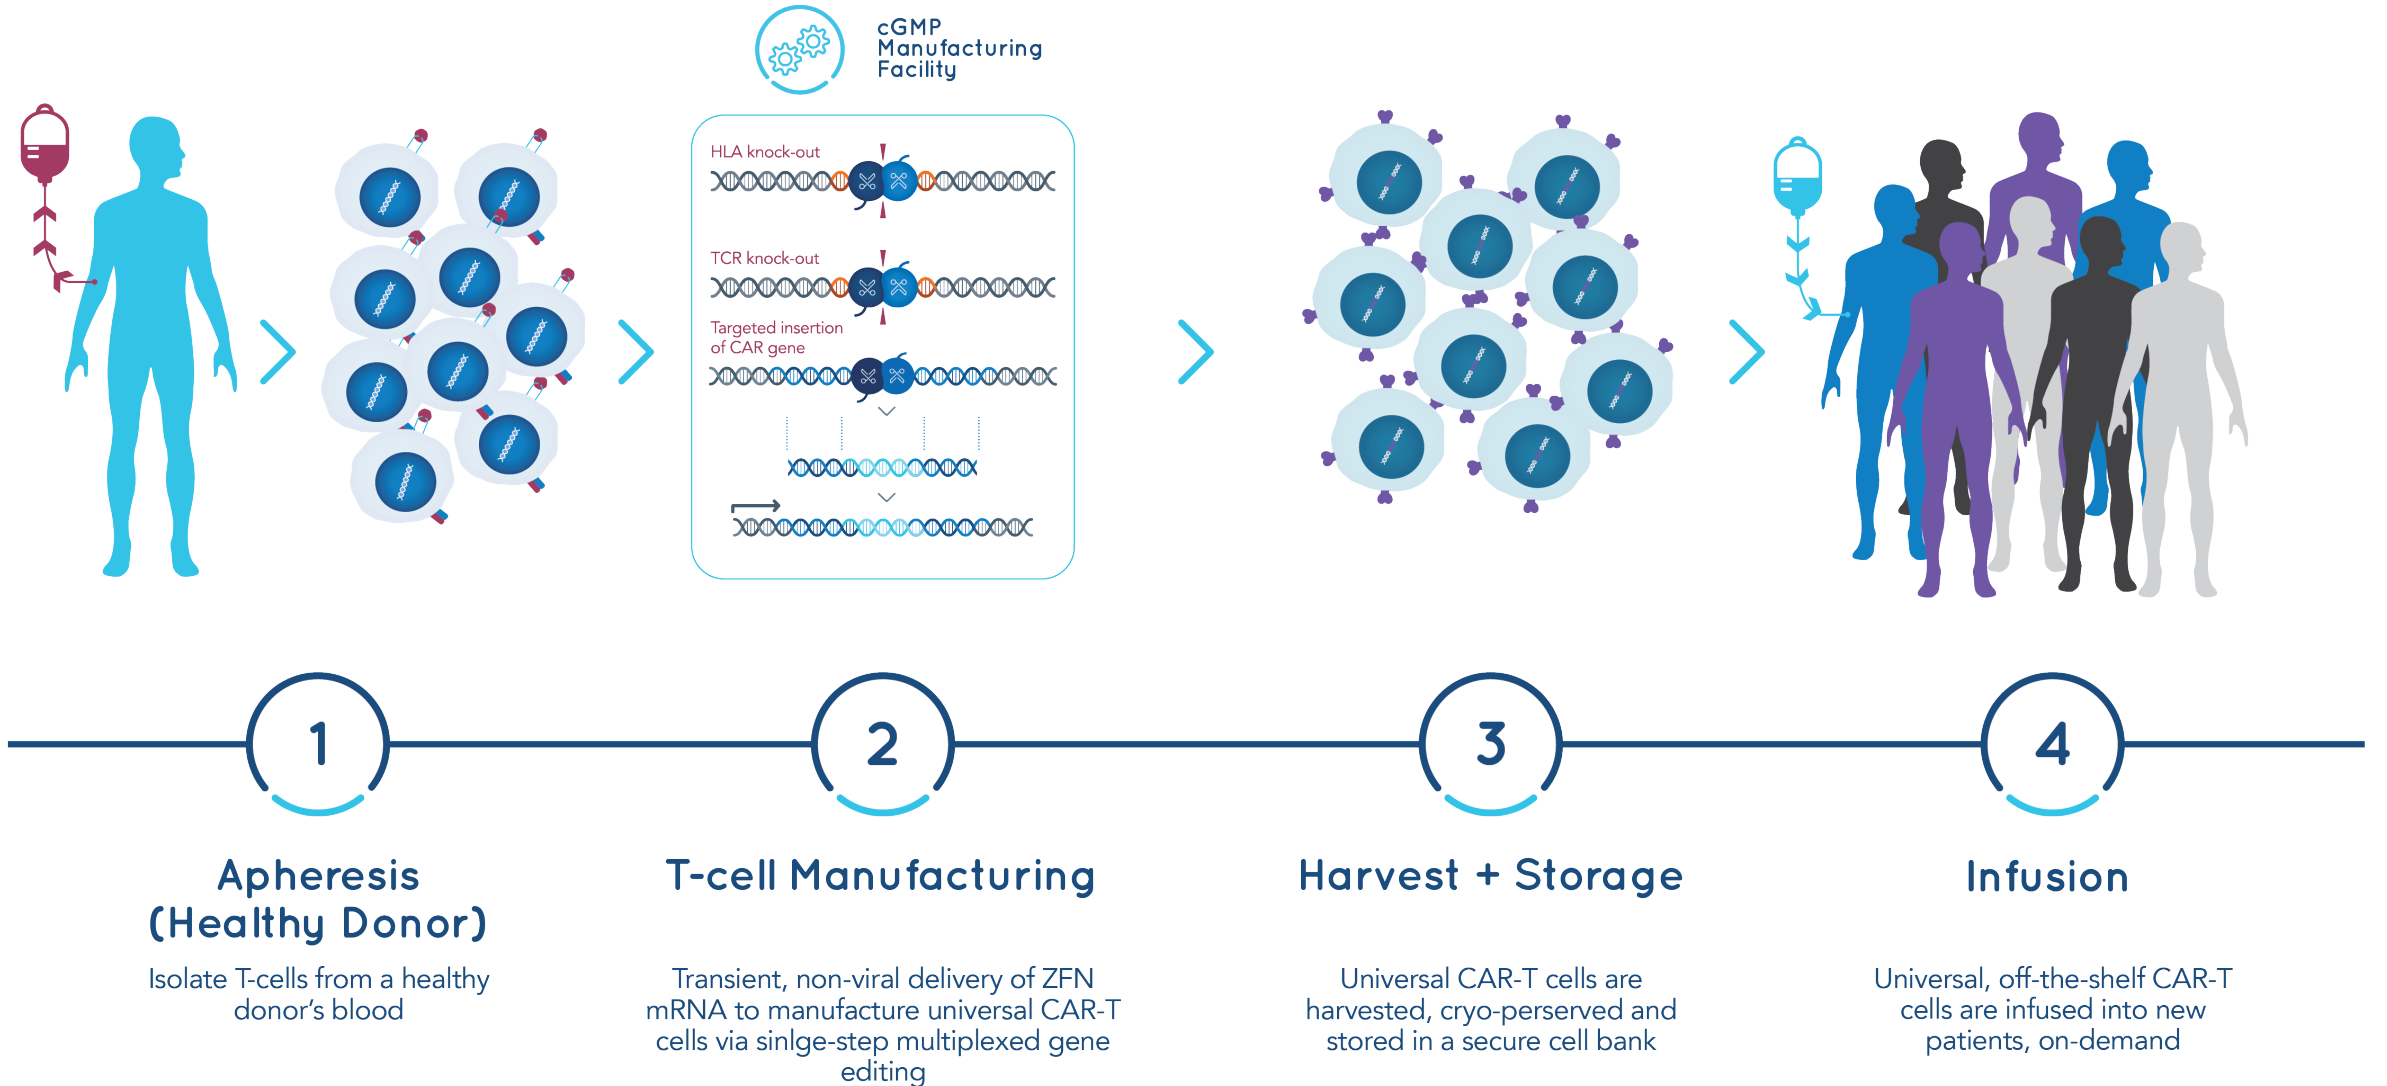 cGMP
Manufacturing
Facility
HLA knock-out
TCR knock-out
Targeted insertion
of CAR gene
1
2
3
4
Apheresis
(Healthy Donor)
Isolate T-cells from a healthy
donor's blood
T-cell Manufacturing
Transient, non-viral delivery of ZFN
mRNA to manufacture universal CAR-T
cells via sinlge-step multiplexed gene
editing
Harvest + Storage
Universal CAR-T cells are
harvested, cryo-perserved and
stored in a secure cell bank
Infusion
Universal, off-the-shelf CAR-T
cells are infused into new
patients, on-demand